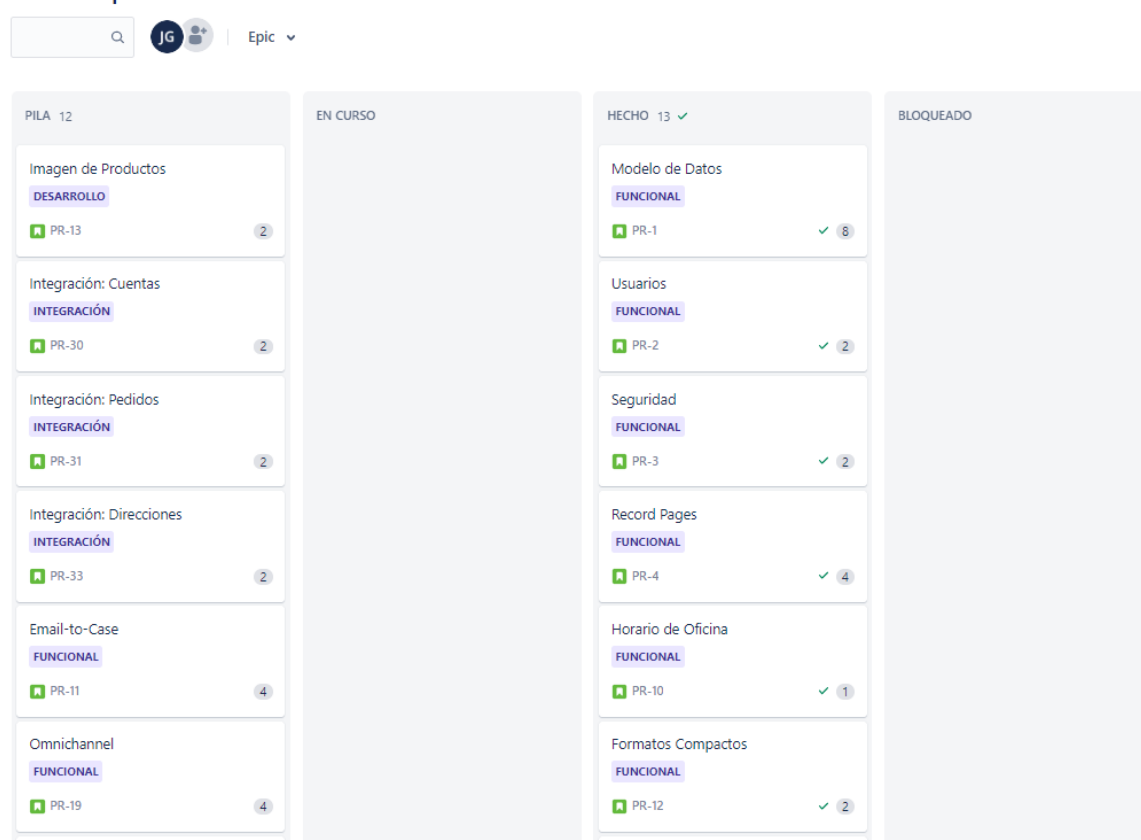 JG
Epic
PILA 12
EN CURSO
HECHO 13
BLOQUEADO
Imagen de Productos
DESARROLLO
PR-13 2
Integración: Cuentas
INTEGRACIÓN
PR-30 2
Integración: Pedidos
INTEGRACIÓN
PR-31 2
Integración: Direcciones
INTEGRACIÓN
PR-33 2
Email-to-Case
FUNCIONAL
PR-11 4
Omnichannel
FUNCIONAL
PR-19 4
Modelo de Datos
FUNCIONAL
PR-1 8
Usuarios
FUNCIONAL
PR-2 2
Seguridad
FUNCIONAL
PR-3 2
Record Pages
FUNCIONAL
PR-4 4
Horario de Oficina
FUNCIONAL
PR-10 1
Formatos Compactos
FUNCIONAL
PR-12 2